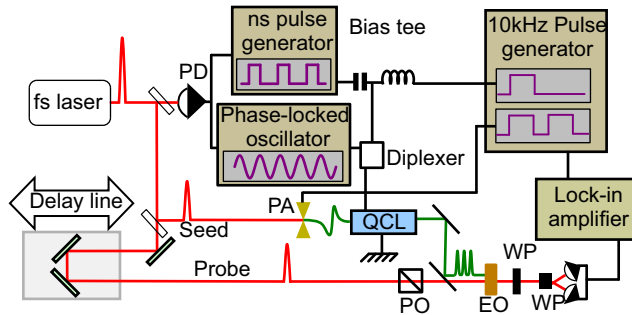 ns pulse
generator
Bias tee
10kHz Pulse
generator
PD
fs laser
Phase-locked
oscillator
Diplexer
Delay line
Seed
PA
QCL
Lock-in
amplifier
Probe
PO
EO
WP
WP